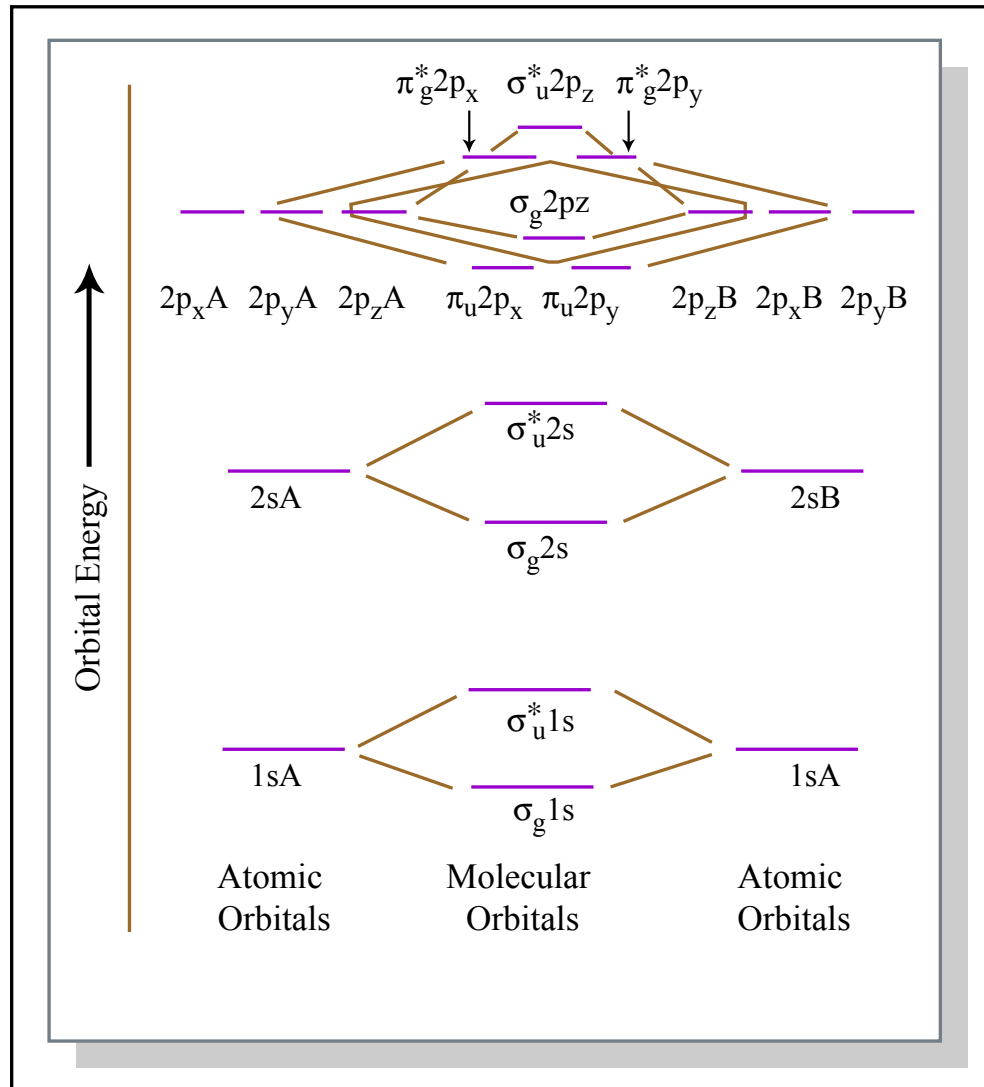 π*g2px σ*u2pz π*g2py
σg2pz
2pxA 2pyA 2pzA πu2px πu2py 2pzB 2pxB 2pyB
σ*u2s
2sA 2sB
σg2s
Orbital Energy
σ*u1s
1sA 1sA
σg1s
Atomic Molecular Atomic
Orbitals Orbitals Orbitals